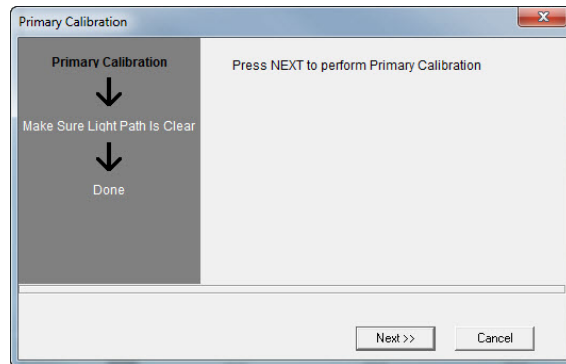 Primary Calibration
Primary Calibration
Press NEXT to perform Primary Calibration
Make Sure Light Path Is Clear
Done
Next >>
Cancel